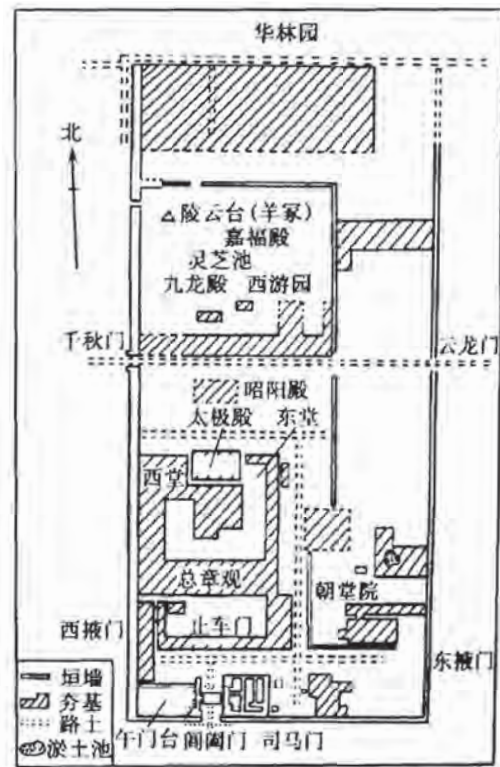 华林园
北
陵云台(羊冢)
嘉福殿
灵芝池
九龙殿 西游园
千秋门 云龙门
昭阳殿
太极殿 东堂
西堂
总章观 朝堂院
西掖门 止车门
东掖门
垣墙
夯基
路土
淤土池
午门台 阊阖门 司马门